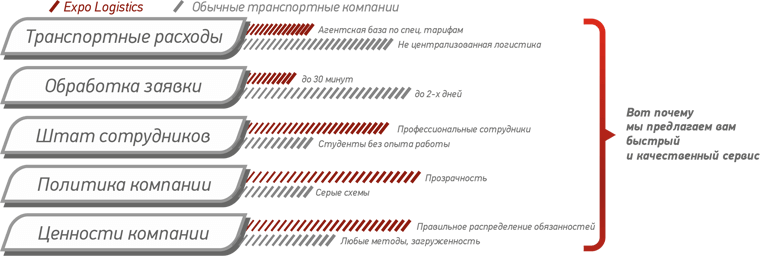 Expo Logistics
Обычные транспортные компании
Транспортные расходы
Агентская база по спец. тарифам
Не централизованная логистика
Обработка заявки
до 30 минут
до 2-х дней
Штат сотрудников
Профессиональные сотрудники
Студенты без опыта работы
Политика компании
Прозрачность
Серые схемы
Ценности компании
Правильное распределение обязанностей
Любые методы, загруженность
Вот почему
мы предлагаем вам
быстрый
и качественный сервис